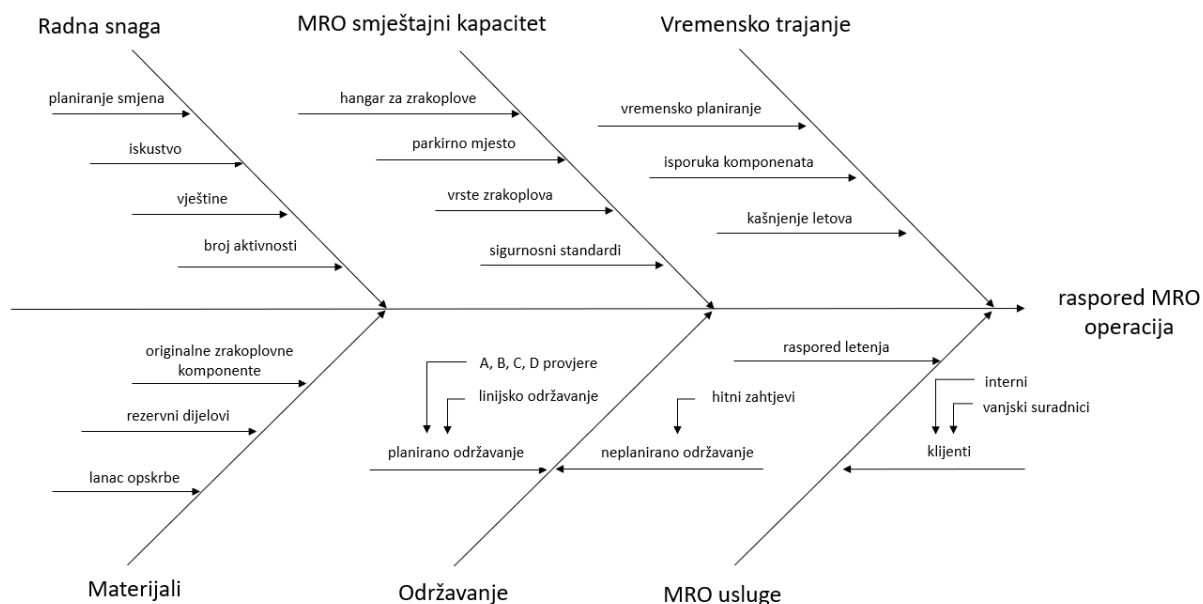 Radna snaga
MRO smještajni kapacitet
Vremensko trajanje
planiranje smjena
iskustvo
vještine
broj aktivnosti
hangar za zrakoplove
parkirno mjesto
vrste zrakoplova
sigurnosni standardi
vremensko planiranje
isporuka komponenata
kašnjenje letova
raspored MRO
operacija
originalne zrakoplovne
komponente
rezervni dijelovi
lanac opskrbe
A, B, C, D provjere
linijsko održavanje
planirano održavanje
hitni zahtjevi
neplanirano održavanje
raspored letenja
interni
vanjski suradnici
klijenti
Materijali
Održavanje
MRO usluge